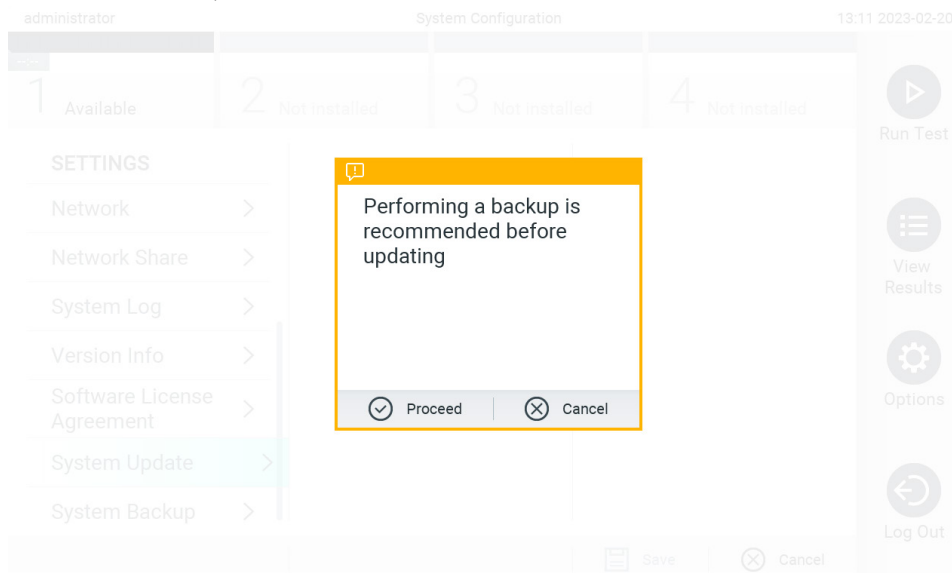 administrator
System Configuration
13:11 2023-02-20
1 Available
2 Not installed
3 Not installed
4 Not installed
Run Test
SETTINGS
Network
Network Share
System Log
Version Info
Software License
Agreement
System Update
System Backup
Performing a backup is
recommended before
updating
Proceed
Cancel
View
Results
Options
Log Out
Save
Cancel